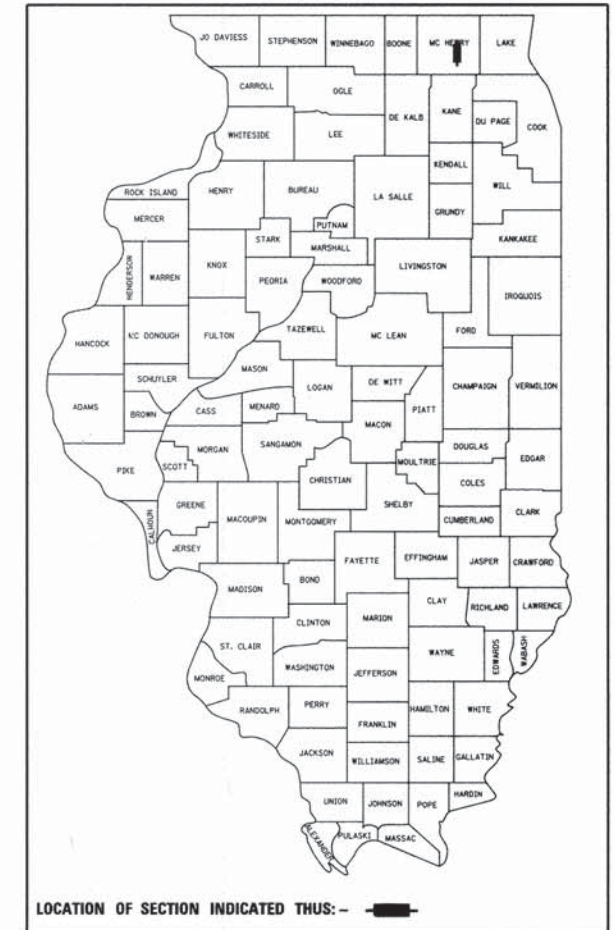 JO DAVIESS STEPHENSON WINNEBAGO BOONE MC HENRY LAKE
CARROLL OGLE DE KALB KANE DU PAGE COOK
WHITESIDE LEE KENDALL WILL
ROCK ISLAND HENRY BUREAU LA SALLE GRUNDY
MERCER PUTNAM KANKAKEE
STARK MARSHALL
HENDERSON WARREN KNOX PEORIA WOODFORD LIVINGSTON IROQUOIS
HANCOCK MC DONOUGH FULTON TAZEWELL MC LEAN FORD
MASON
SCHUYLER LOGAN DE WITT CHAMPAIGN VERMILION
ADAMS BROWN CASS MENARD MACON PIATT
MORGAN SANGAMON DOUGLAS EDGAR
PIKE SCOTT CHRISTIAN MOULTRIE COLES
GREENE MACOUPIN MONTGOMERY SHELBY CUMBERLAND CLARK
CALHOUN JERSEY
FAYETTE EFFINGHAM JASPER CRAWFORD
MADISON BOND
CLAY RICHLAND LAWRENCE
CLINTON MARION
ST. CLAIR WAYNE EDWARDS WABASH
WASHINGTON JEFFERSON
MONROE
RANDOLPH PERRY HAMILTON WHITE
FRANKLIN
JACKSON WILLIAMSON SALINE GALLATIN
UNION JOHNSON POPE HARDIN
ALEXANDER PULASKI MASSAC
LOCATION OF SECTION INDICATED THUS: –